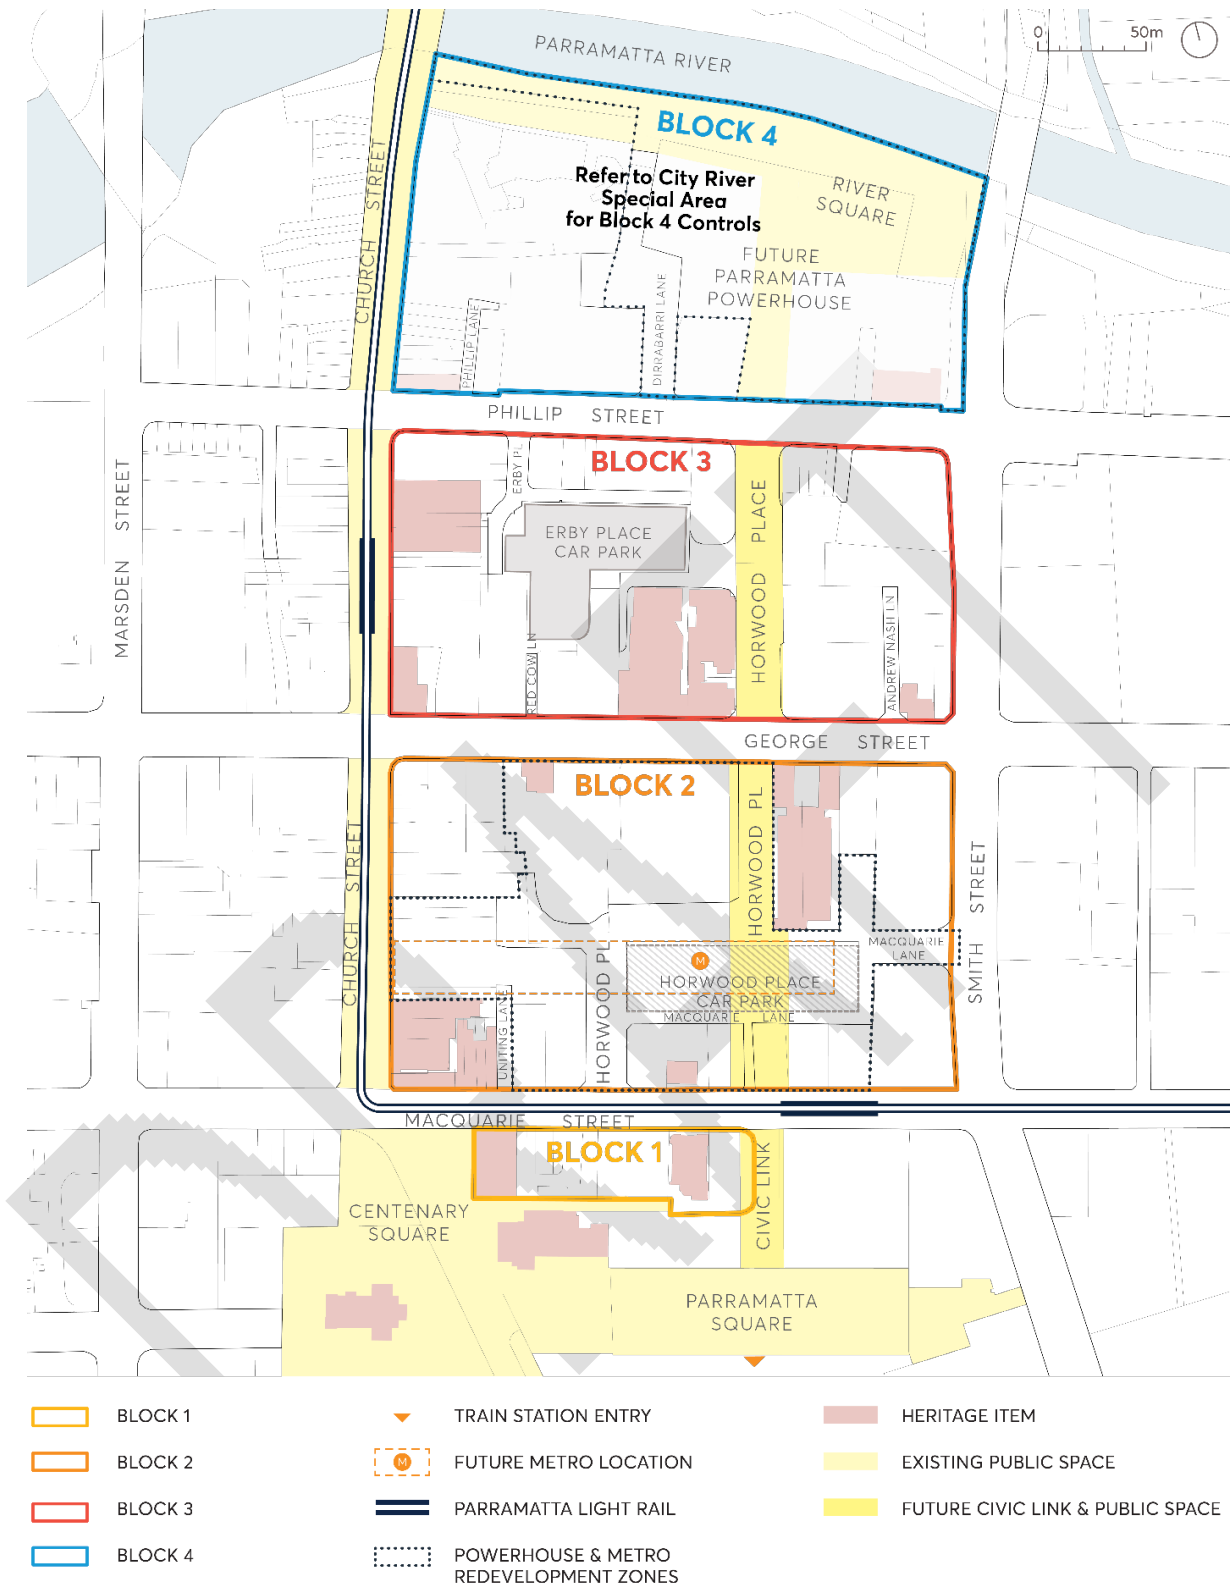 0 50m
PARRAMATTA RIVER
BLOCK 4
Refer to City River
Special Area
for Block 4 Controls
RIVER
SQUARE
FUTURE
PARRAMATTA
POWERHOUSE
CHURCH STREET
PHILLIP LANE
DIRRABARRI LANE
PHILLIP STREET
MARSDEN STREET
BLOCK 3
ERBY PL
ERBY PLACE
CAR PARK
HORWOOD PLACE
RED COW LN
ANDREW NASH LN
GEORGE STREET
BLOCK 2
HORWOOD PL
CHURCH STREET
SMITH STREET
MACQUARIE
LANE
M
HORWOOD PLACE
CAR PARK
MACQUARIE LANE
HORWOOD PL
UNITING LANE
MACQUARIE STREET
BLOCK 1
CIVIC LINK
CENTENARY
SQUARE
PARRAMATTA
SQUARE
DRAFT
BLOCK 1
BLOCK 2
BLOCK 3
BLOCK 4
TRAIN STATION ENTRY
M
FUTURE METRO LOCATION
PARRAMATTA LIGHT RAIL
POWERHOUSE & METRO
REDEVELOPMENT ZONES
HERITAGE ITEM
EXISTING PUBLIC SPACE
FUTURE CIVIC LINK & PUBLIC SPACE